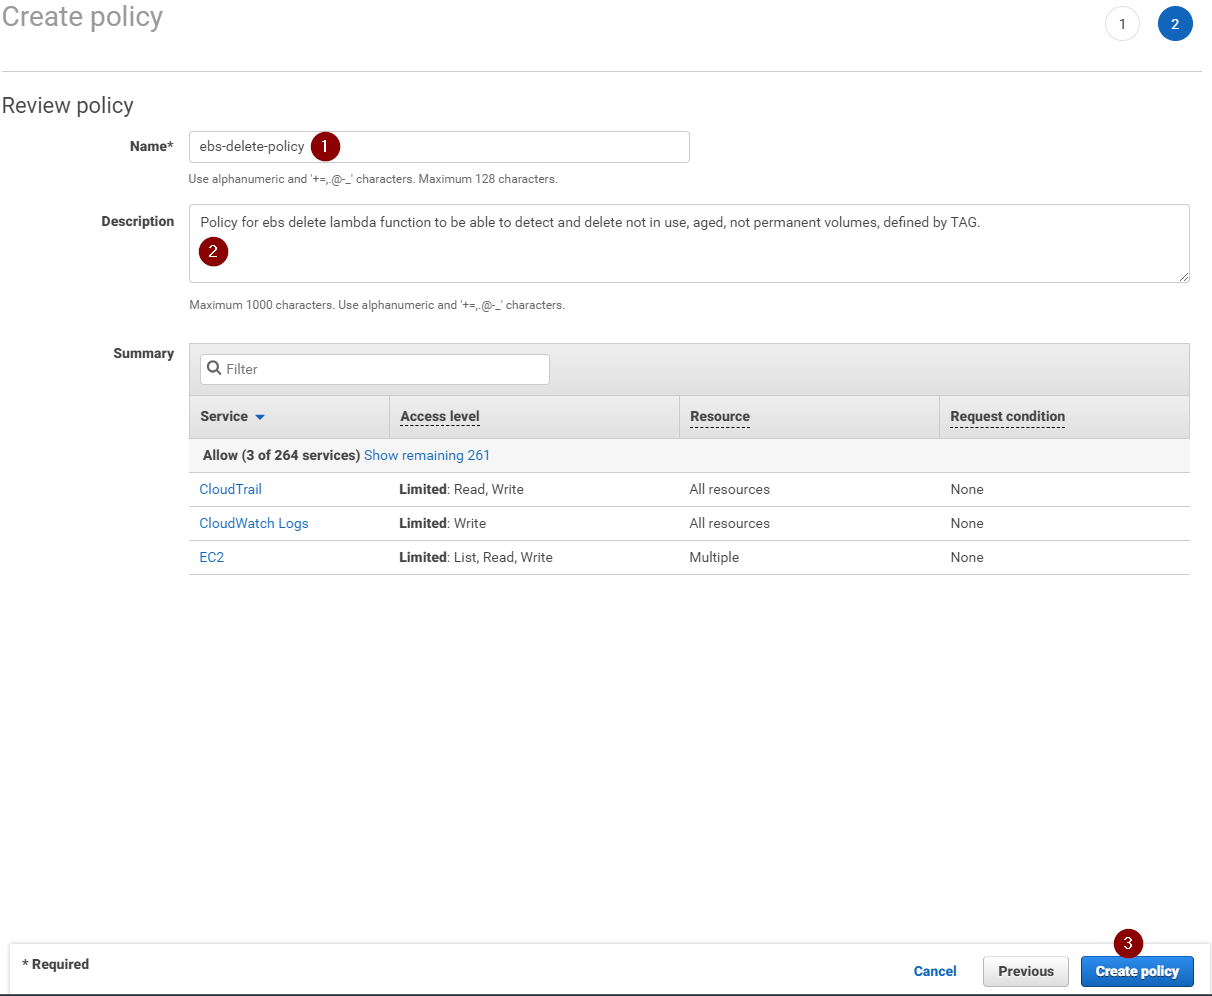 Create policy
1 2
Review policy
Name* ebs-delete-policy 1
Use alphanumeric and '+=,.@-_' characters. Maximum 128 characters.
Description Policy for ebs delete lambda function to be able to detect and delete not in use, aged, not permanent volumes, defined by TAG.
2
Maximum 1000 characters. Use alphanumeric and '+=,.@-_' characters.
Summary Filter
Service Access level Resource Request condition
Allow (3 of 264 services) Show remaining 261
CloudTrail Limited: Read, Write All resources None
CloudWatch Logs Limited: Write All resources None
EC2 Limited: List, Read, Write Multiple None
3
* Required Cancel Previous Create policy